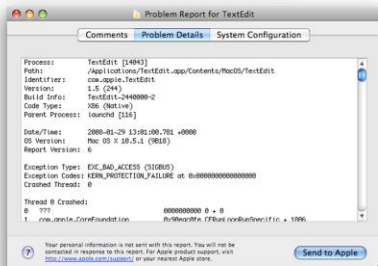 Problem Report for TextEdit
Comments Problem Details System Configuration
Process: TextEdit [14043]
Path: /Applications/TextEdit.app/Contents/MacOS/TextEdit
Identifier: com.apple.TextEdit
Version: 1.5 (244)
Build Info: TextEdit-2440000~2
Code Type: X86 (Native)
Parent Process: launchd [116]
Date/Time: 2008-01-29 13:01:00.781 +0000
OS Version: Mac OS X 10.5.1 (9B18)
Report Version: 6
Exception Type: EXC_BAD_ACCESS (SIGBUS)
Exception Codes: KERN_PROTECTION_FAILURE at 0x0000000000000000
Crashed Thread: 0
Thread 0 Crashed:
0 ??? 0000000000 0 + 0
1 com.apple.CoreFoundation CFRunLoopRunSpecific + 1806
? Your personal information is not sent with this report. You will not be
contacted in response to this report. For Apple product support, visit
http://www.apple.com/support/ or your nearest Apple store.
Send to Apple